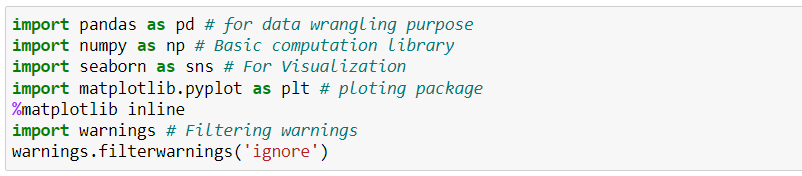 import pandas as pd # for data wrangling purpose
import numpy as np # Basic computation library
import seaborn as sns # For Visualization
import matplotlib.pyplot as plt # ploting package
%matplotlib inline
import warnings # Filtering warnings
warnings.filterwarnings('ignore')